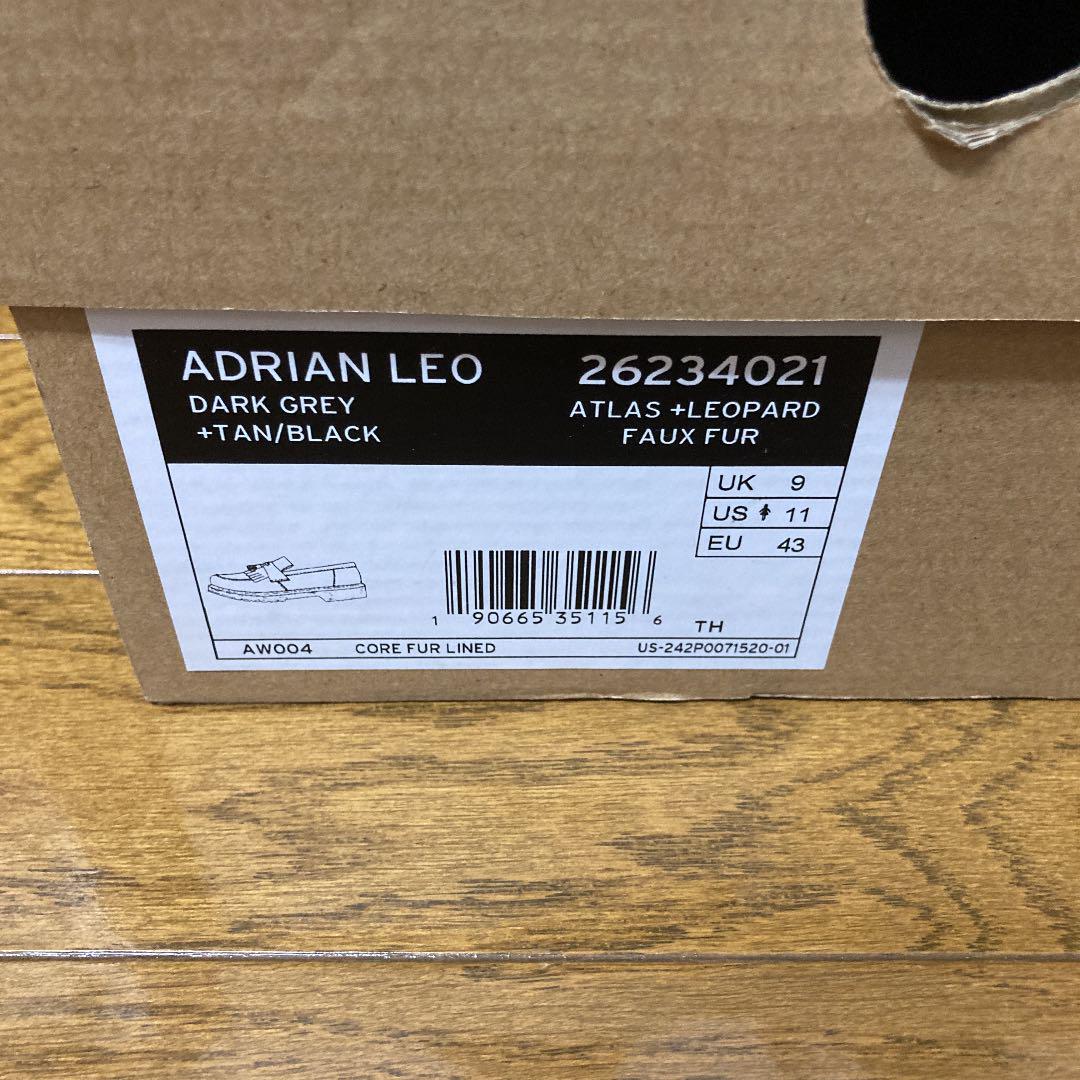 ADRIAN LEO 26234021
DARK GREY ATLAS +LEOPARD
+TAN/BLACK FAUX FUR
UK 9
US 11
EU 43
1 90665 35115 6 TH
AW004 CORE FUR LINED US-242P0071520-01